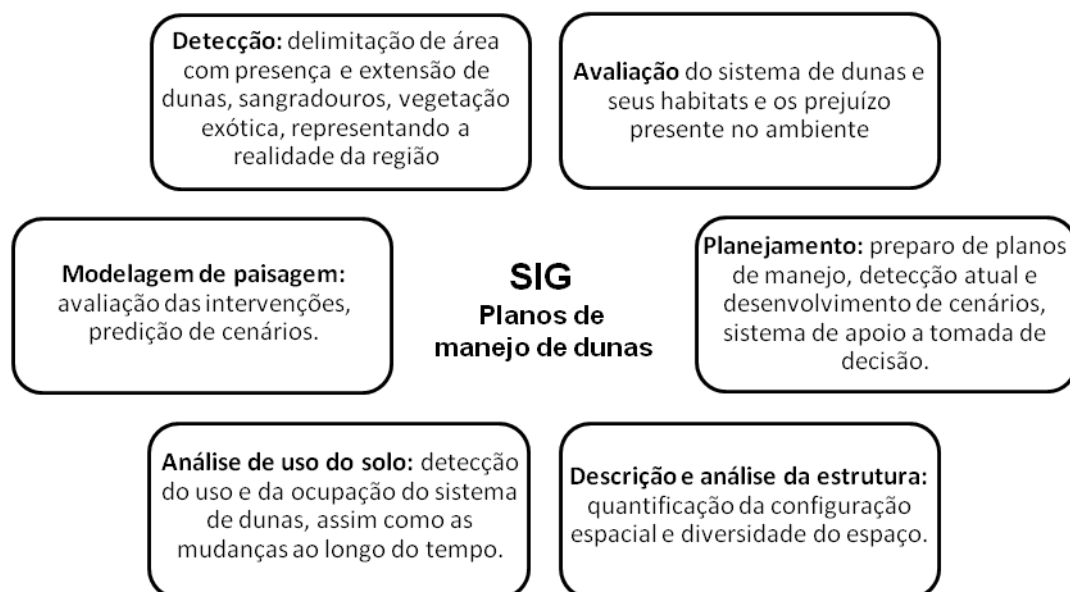 Detecção: delimitação de área
com presença e extensão de
dunas, sangradouros, vegetação
exótica, representando a
realidade da região
Avaliação do sistema de dunas e
seus habitats e os prejuízo
presente no ambiente
Modelagem de paisagem:
avaliação das intervenções,
predição de cenários.
SIG
Planos de
manejo de dunas
Planejamento: preparo de planos
de manejo, detecção atual e
desenvolvimento de cenários,
sistema de apoio a tomada de
decisão.
Análise de uso do solo: detecção
do uso e da ocupação do sistema
de dunas, assim como as
mudanças ao longo do tempo.
Descrição e análise da estrutura:
quantificação da configuração
espacial e diversidade do espaço.